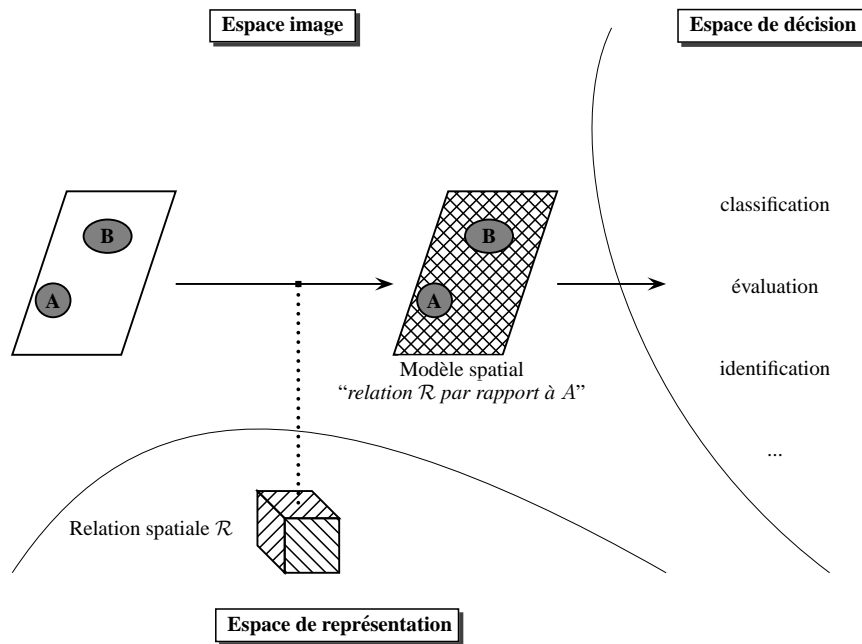 Espace image
Espace de décision
B
A
B
A
classification
évaluation
identification
...
Modèle spatial
“relation ℛ par rapport à A”
Relation spatiale ℛ
Espace de représentation